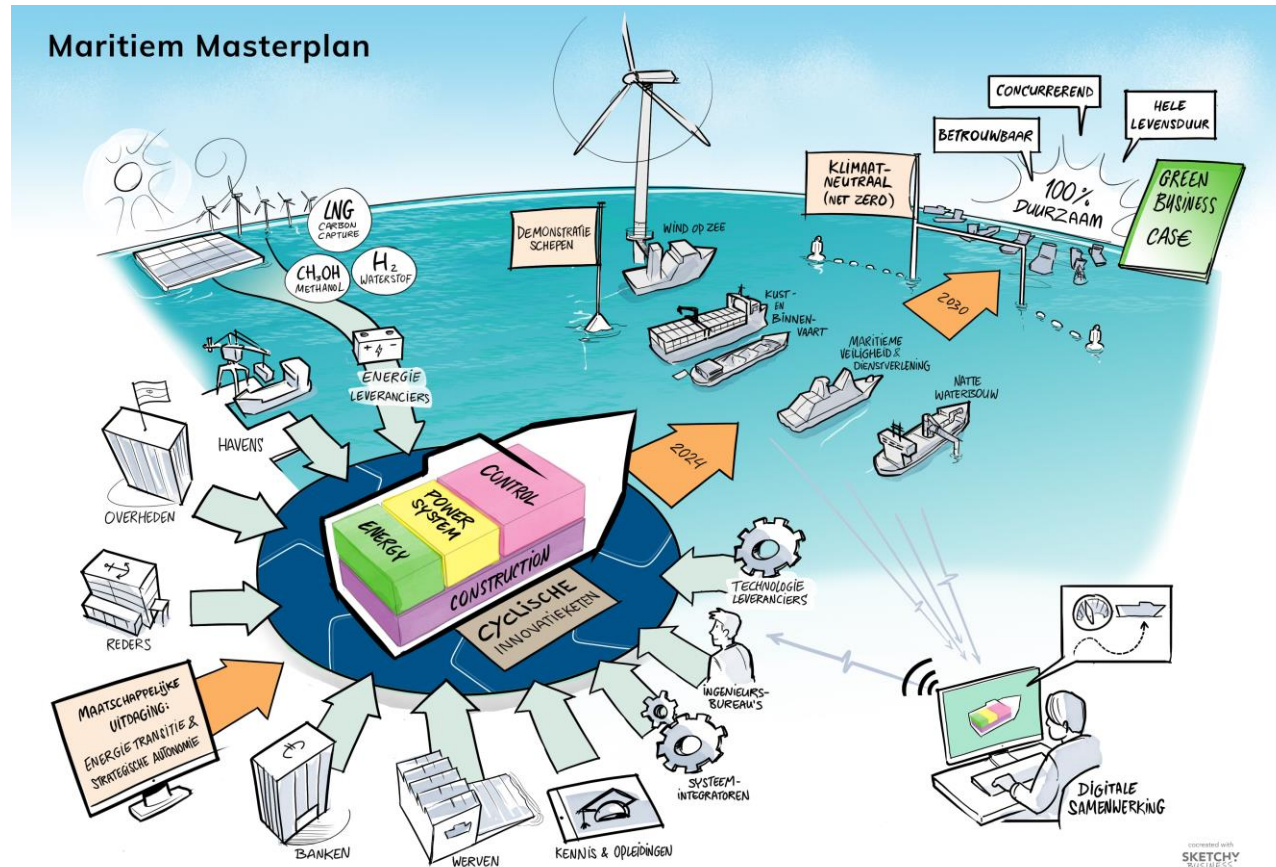 Maritiem Masterplan
CONCURREREND
HELE
LEVENSDUUR
BETROUWBAAR
100%
DUURZAAM
GREEN
BUSINESS
CAS€
KLIMAAT-
NEUTRAAL
(NET ZERO)
LNG
CARBON
CAPTURE
CH3OH
METHANOL
H2
WATERSTOF
DEMONSTRATIE
SCHEPEN
WIND OP ZEE
2030
KUST-
EN
BINNEN-
VAART
MARITIEME
VEILIGHEID &
DIENSTVERLENING
NATTE
WATERBOUW
+ -
ENERGIE
LEVERANCIERS
HAVENS
OVERHEDEN
2024
CONTROL
POWER
SYSTEM
ENERGY
CONSTRUCTION
CYCLISCHE
INNOVATIEKETEN
TECHNOLOGIE
LEVERANCIERS
REDERS
INGENIEURS-
BUREAU'S
MAATSCHAPPELIJKE
UITDAGING:
ENERGIE TRANSITIE &
STRATEGISCHE AUTONOMIE
SYSTEEM-
INTEGRATOREN
BANKEN
WERVEN
KENNIS & OPLEIDINGEN
DIGITALE
SAMENWERKING
cocreated with
SKETCHY
BUSINESS